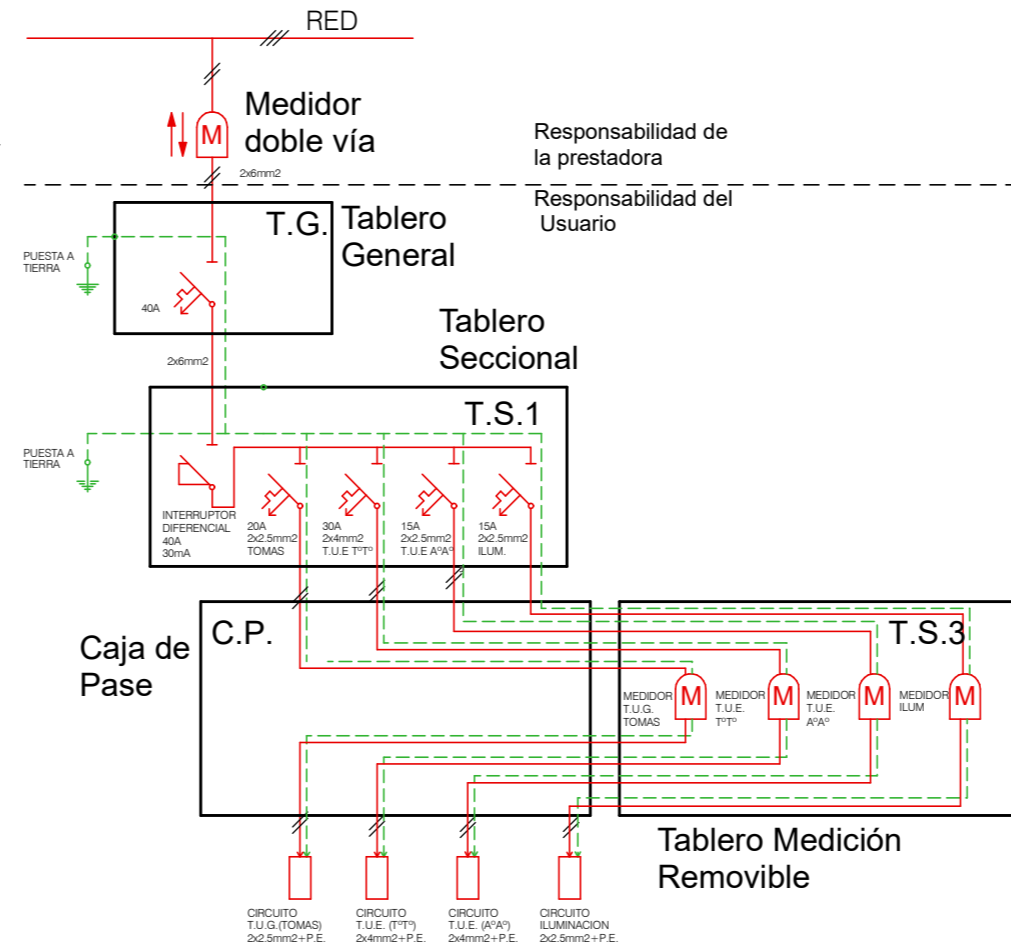 RED
Medidor
doble vía
M
2x6mm2
Responsabilidad de
la prestadora
Responsabilidad del
Usuario
T.G.
Tablero
General
PUESTA A
TIERRA
40A
2x6mm2
Tablero
Seccional
T.S.1
PUESTA A
TIERRA
INTERRUPTOR
DIFERENCIAL
40A
30mA
20A
2x2.5mm2
TOMAS
30A
2x4mm2
T.U.E TºTº
15A
2x2.5mm2
T.U.E AºAº
15A
2x2.5mm2
ILUM.
Caja de
Pase
C.P.
T.S.3
MEDIDOR
T.U.G.
TOMAS
M
MEDIDOR
T.U.E.
TºTº
M
MEDIDOR
T.U.E.
AºAº
M
MEDIDOR
ILUM
M
Tablero Medición
Removible
CIRCUITO
T.U.G.(TOMAS)
2x2.5mm2+P.E.
CIRCUITO
T.U.E. (TºTº)
2x4mm2+P.E.
CIRCUITO
T.U.E. (AºAº)
2x4mm2+P.E.
CIRCUITO
ILUMINACION
2x2.5mm2+P.E.